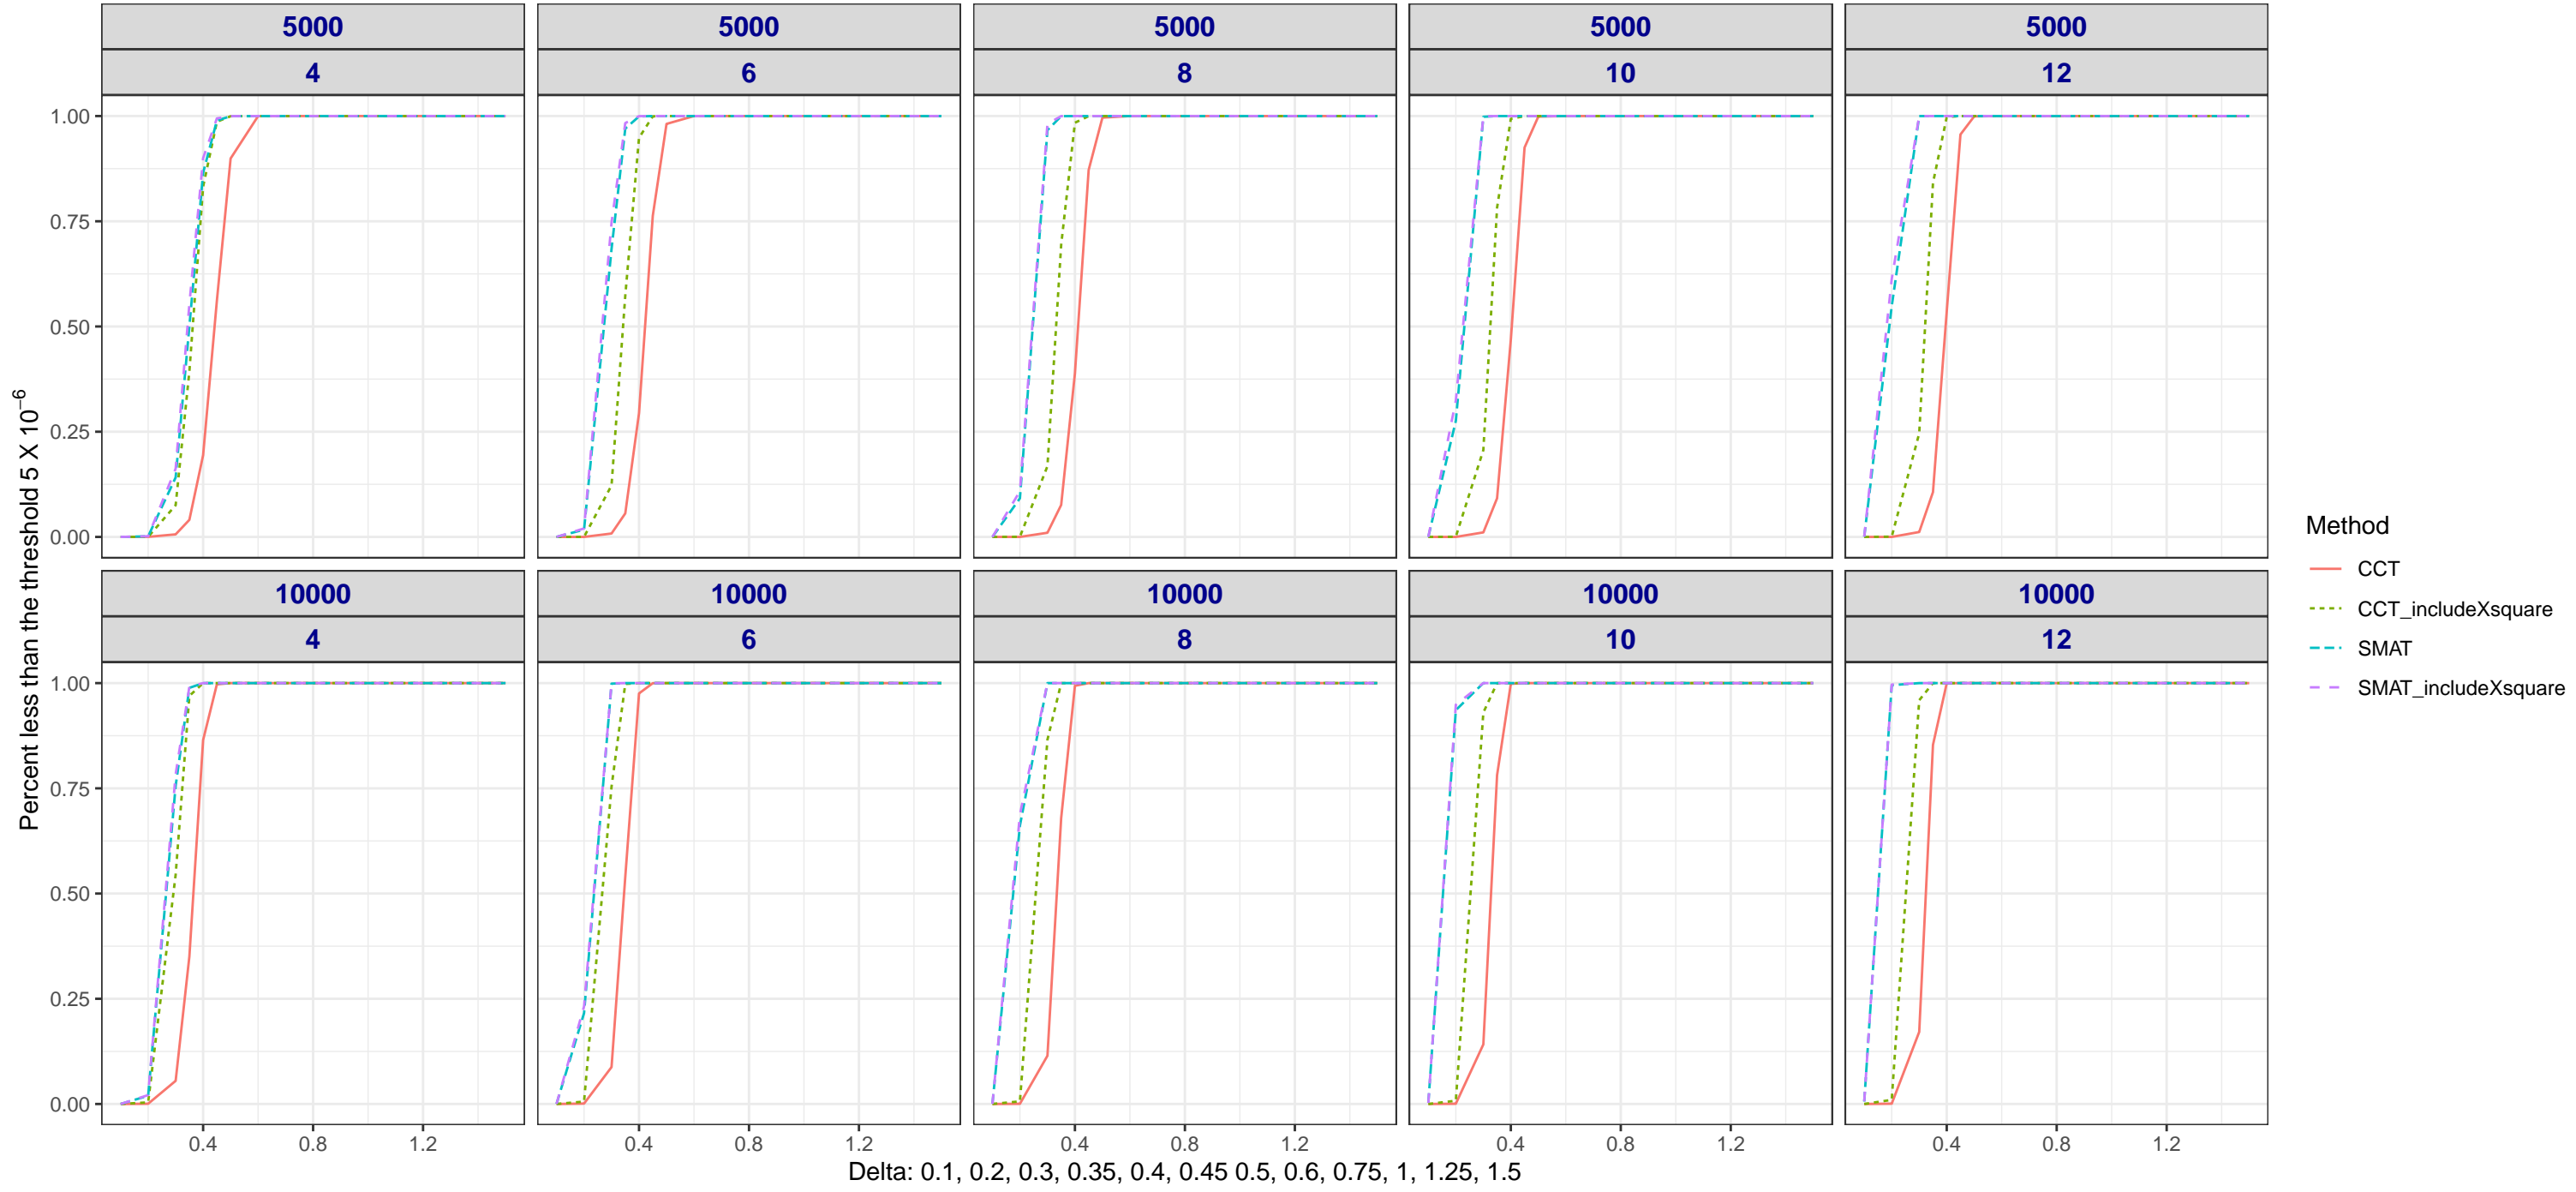 5000 5000 5000 5000 5000
4 6 8 10 12
1.00
0.75
0.50
0.25
0.00
10000 10000 10000 10000 10000
4 6 8 10 12
1.00
0.75
0.50
0.25
0.00
0.4 0.8 1.2 0.4 0.8 1.2 0.4 0.8 1.2 0.4 0.8 1.2 0.4 0.8 1.2
Delta: 0.1, 0.2, 0.3, 0.35, 0.4, 0.45 0.5, 0.6, 0.75, 1, 1.25, 1.5
Percent less than the threshold 5 X 10⁻⁶
Method
CCT
CCT_includeXsquare
SMAT
SMAT_includeXsquare